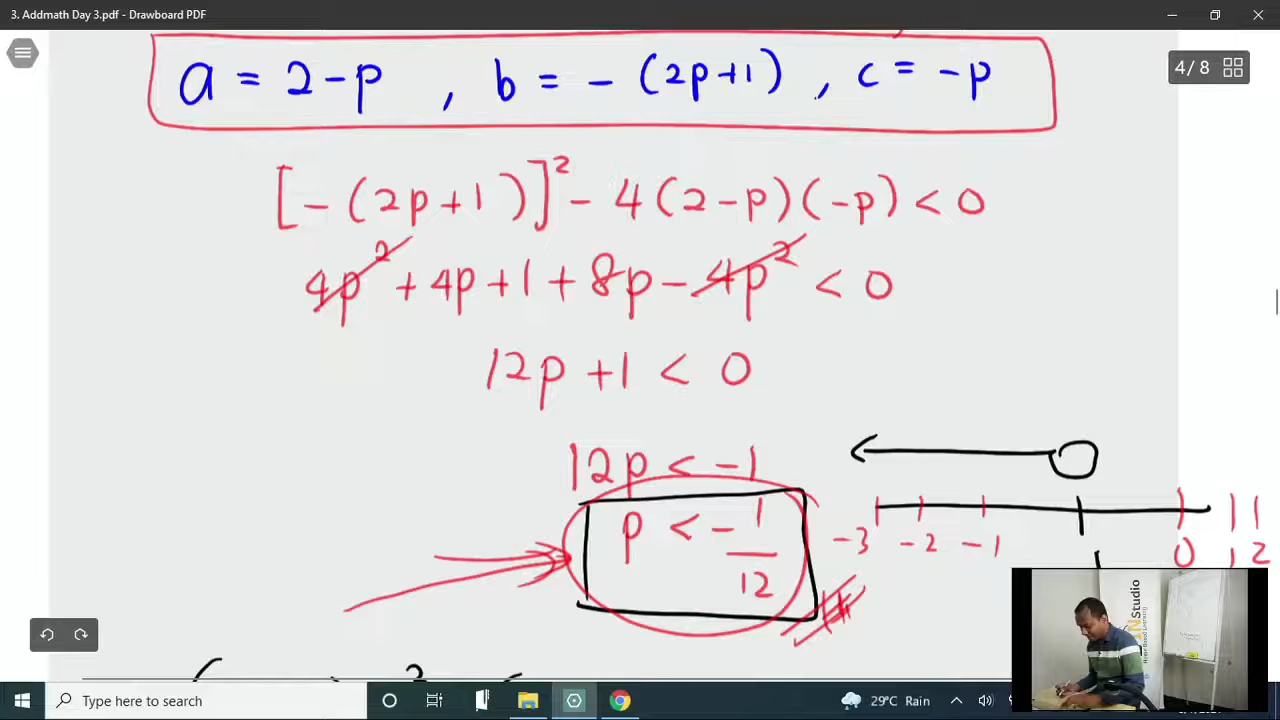 3. Addmath Day 3.pdf - Drawboard PDF
4/8
a = 2-p , b = -(2p+1) , c = -p
[-(2p+1)]² - 4(2-p)(-p) < 0
4p² + 4p + 1 + 8p - 4p² < 0
12p + 1 < 0
12p < -1
p < -1/12
-3 -2 -1 0 1 2
Studio
Type here to search
29°C Rain